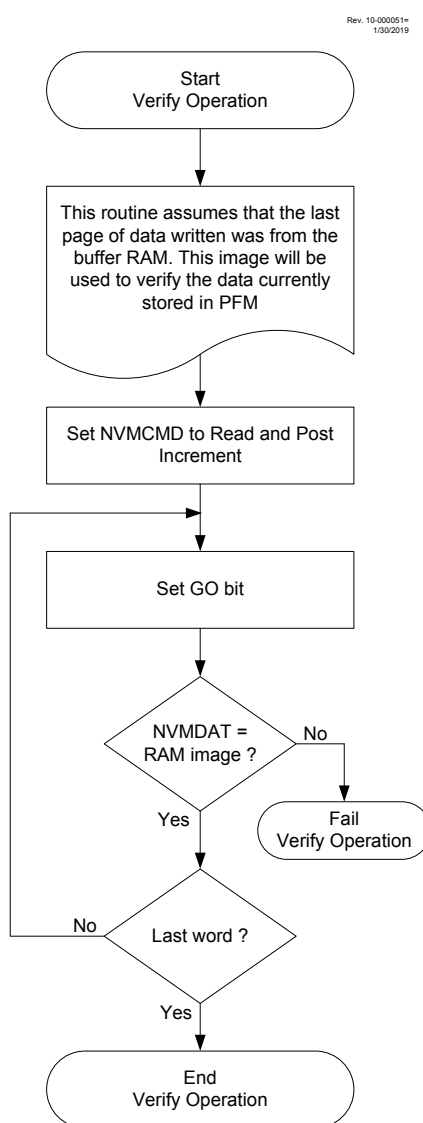 Rev. 10-000051=
1/30/2019
Start
Verify Operation
This routine assumes that the last
page of data written was from the
buffer RAM. This image will be
used to verify the data currently
stored in PFM
Set NVMCMD to Read and Post
Increment
Set GO bit
NVMDAT =
RAM image ?
No
Yes
Fail
Verify Operation
No
Last word ?
Yes
End
Verify Operation